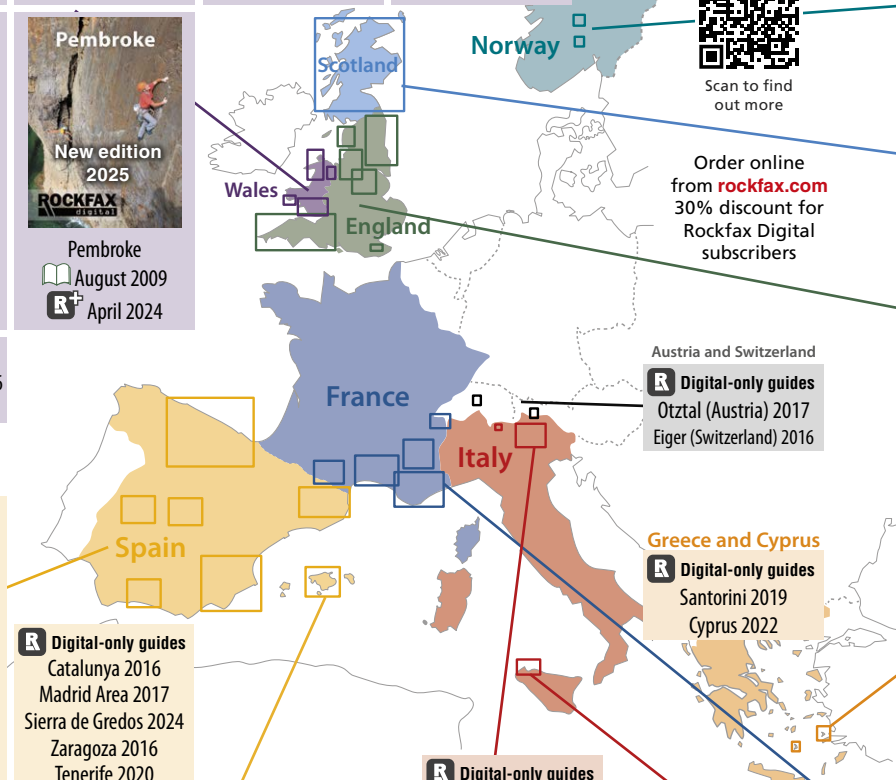 Pembroke
New edition
2025
ROCKFAX
digital
Pembroke
August 2009
R+ April 2024
Scotland
Wales
England
Norway
Scan to find
out more
Order online
from rockfax.com
30% discount for
Rockfax Digital
subscribers
France
Italy
Spain
Austria and Switzerland
R Digital-only guides
Otztal (Austria) 2017
Eiger (Switzerland) 2016
Greece and Cyprus
R Digital-only guides
Santorini 2019
Cyprus 2022
R Digital-only guides
Catalunya 2016
Madrid Area 2017
Sierra de Gredos 2024
Zaragoza 2016
Tenerife 2020
R Digital-only guides